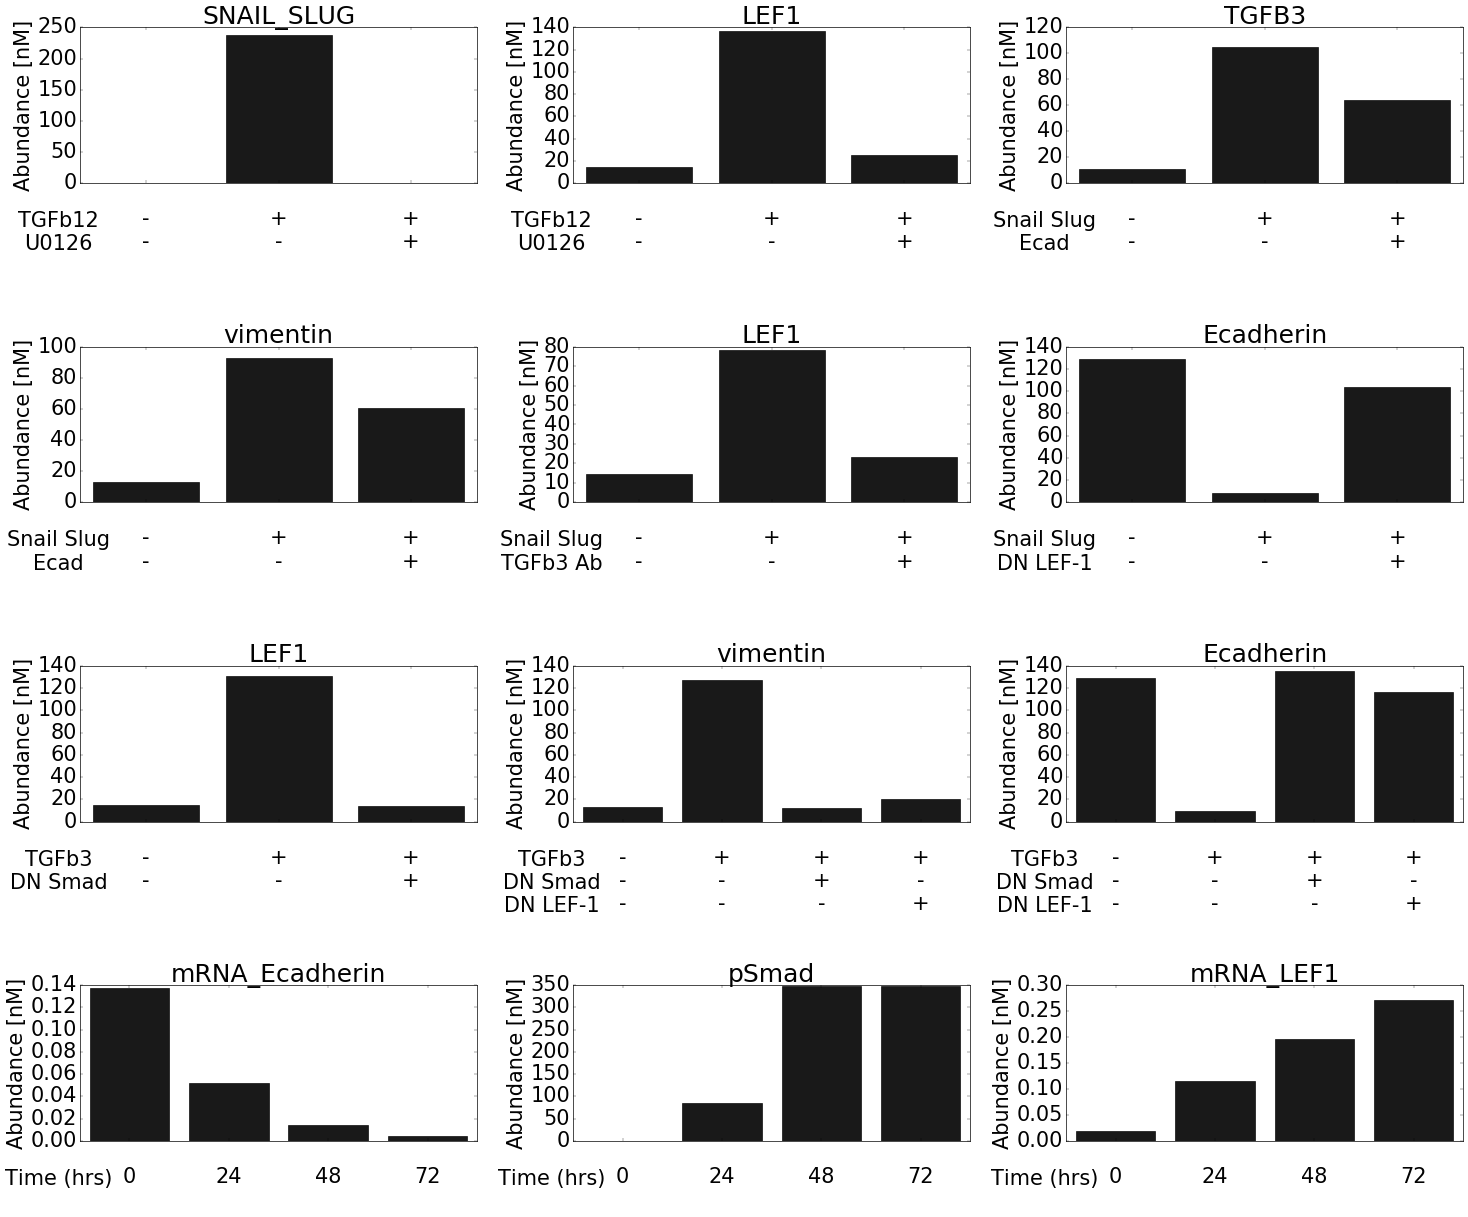 SNAIL_SLUG
Abundance [nM]
250
200
150
100
50
0
TGFb12 - + +
U0126 - - +
LEF1
Abundance [nM]
140
120
100
80
60
40
20
0
TGFb12 - + +
U0126 - - +
TGFB3
Abundance [nM]
120
100
80
60
40
20
0
Snail Slug - + +
Ecad - - +
vimentin
Abundance [nM]
100
80
60
40
20
0
Snail Slug - + +
Ecad - - +
LEF1
Abundance [nM]
80
70
60
50
40
30
20
10
0
Snail Slug - + +
TGFb3 Ab - - +
Ecadherin
Abundance [nM]
140
120
100
80
60
40
20
0
Snail Slug - + +
DN LEF-1 - - +
LEF1
Abundance [nM]
140
120
100
80
60
40
20
0
TGFb3 - + +
DN Smad - - +
vimentin
Abundance [nM]
140
120
100
80
60
40
20
0
TGFb3 - + + +
DN Smad - - + -
DN LEF-1 - - - +
Ecadherin
Abundance [nM]
140
120
100
80
60
40
20
0
TGFb3 - + + +
DN Smad - - + -
DN LEF-1 - - - +
mRNA_Ecadherin
Abundance [nM]
0.14
0.12
0.10
0.08
0.06
0.04
0.02
0.00
Time (hrs) 0 24 48 72
pSmad
Abundance [nM]
350
300
250
200
150
100
50
0
Time (hrs) 0 24 48 72
mRNA_LEF1
Abundance [nM]
0.30
0.25
0.20
0.15
0.10
0.05
0.00
Time (hrs) 0 24 48 72